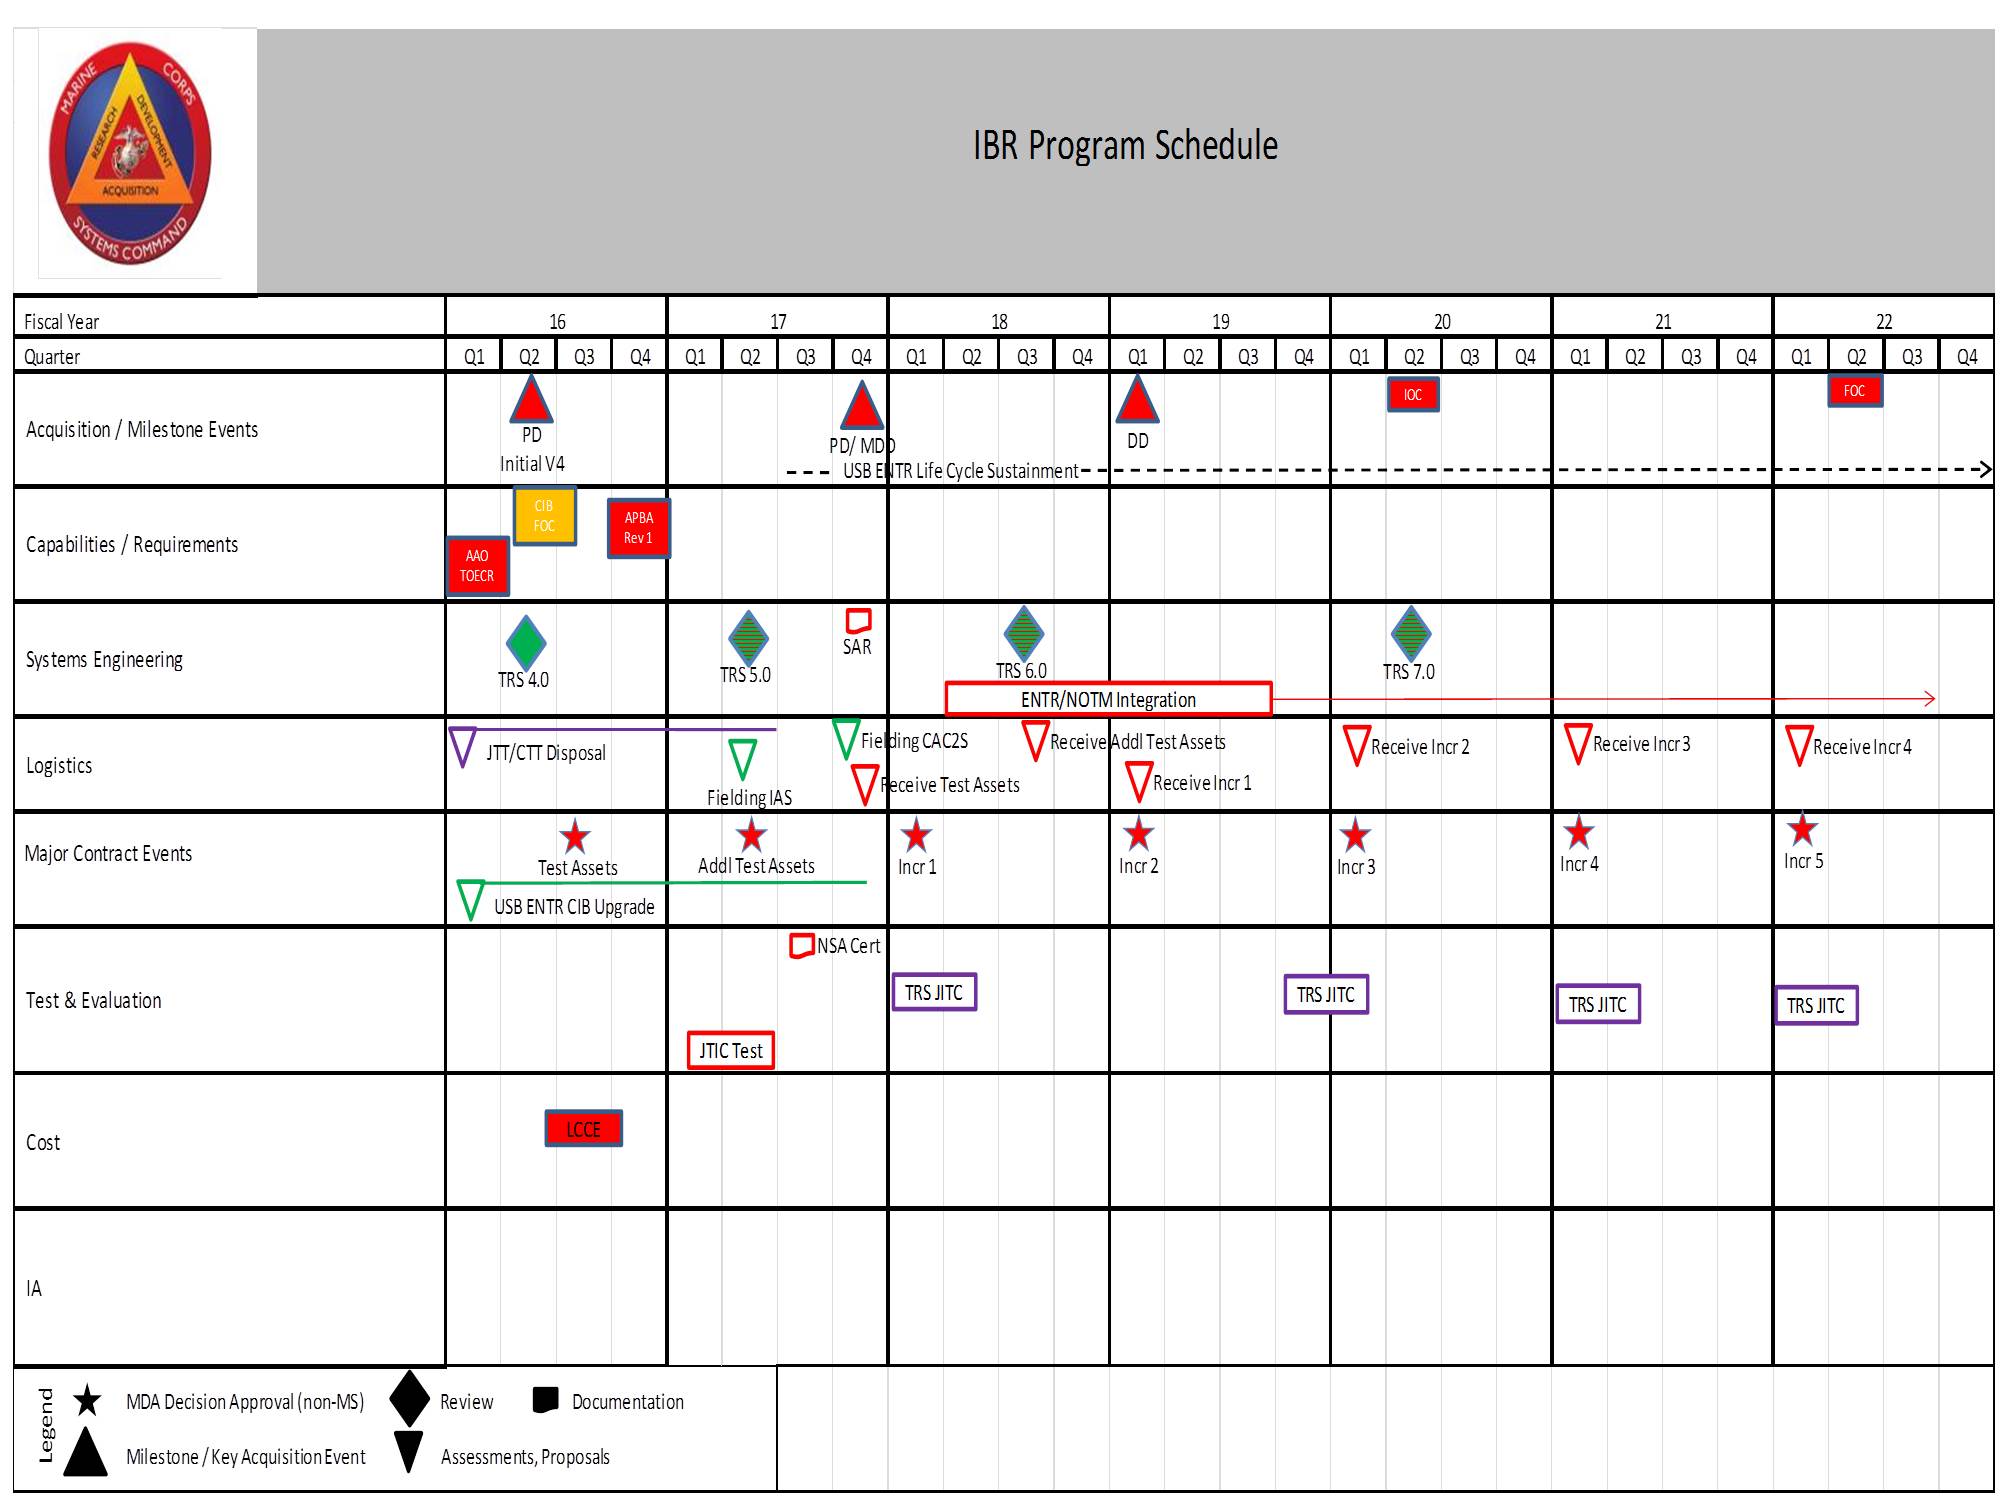 MARINE CORPS
SYSTEMS COMMAND
RESEARCH
DEVELOPMENT
ACQUISITION
IBR Program Schedule
Fiscal Year 16 17 18 19 20 21 22
Quarter Q1 Q2 Q3 Q4 Q1 Q2 Q3 Q4 Q1 Q2 Q3 Q4 Q1 Q2 Q3 Q4 Q1 Q2 Q3 Q4 Q1 Q2 Q3 Q4 Q1 Q2 Q3 Q4
Acquisition / Milestone Events
PD
Initial V4
PD/ MDD
DD
IOC
FOC
USB ENTR Life Cycle Sustainment
Capabilities / Requirements
AAO
TOECR
CIB
FOC
APBA
Rev 1
Systems Engineering
TRS 4.0
TRS 5.0
SAR
TRS 6.0
TRS 7.0
ENTR/NOTM Integration
Logistics
JTT/CTT Disposal
Fielding IAS
Fielding CAC2S
Receive Test Assets
Receive Addl Test Assets
Receive Incr 1
Receive Incr 2
Receive Incr 3
Receive Incr 4
Major Contract Events
Test Assets
Addl Test Assets
Incr 1
Incr 2
Incr 3
Incr 4
Incr 5
USB ENTR CIB Upgrade
Test & Evaluation
NSA Cert
JTIC Test
TRS JITC
TRS JITC
TRS JITC
TRS JITC
Cost
LCCE
IA
Legend
MDA Decision Approval (non-MS)
Review
Documentation
Milestone / Key Acquisition Event
Assessments, Proposals